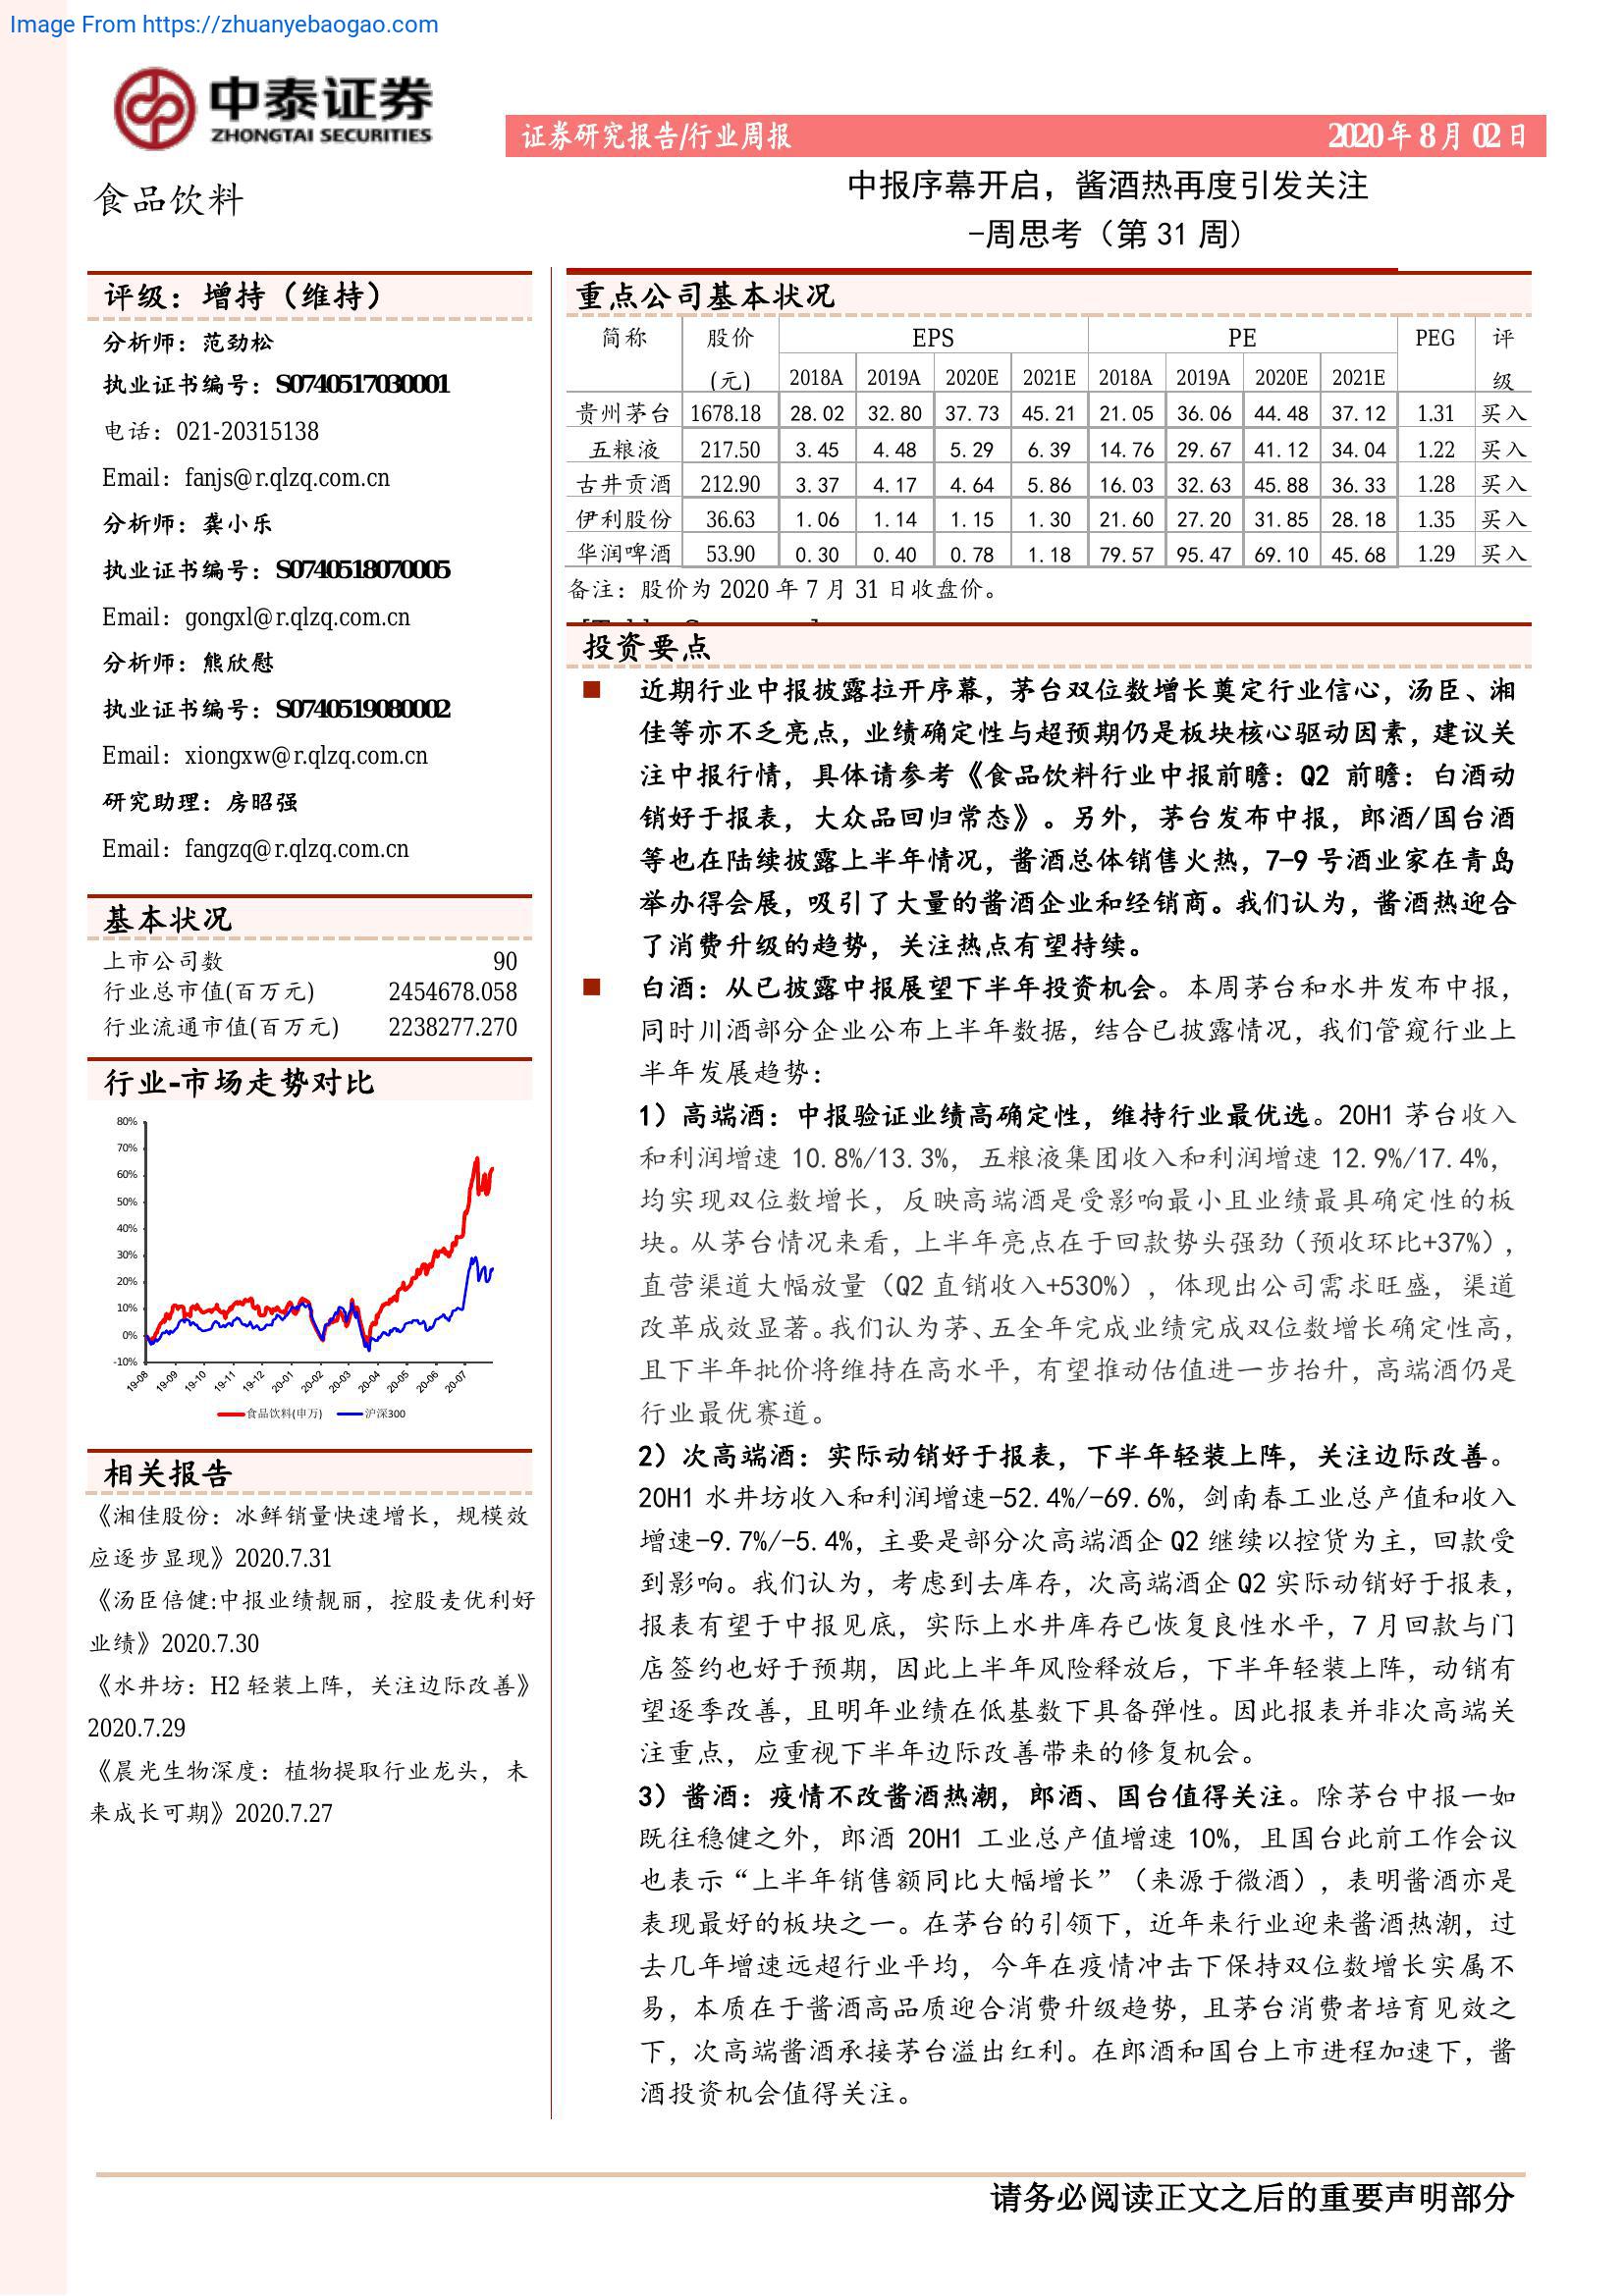 Image From https://zhuanyebaogao.com
中泰证券
ZHONGTAI SECURITIES
证券研究报告/行业周报 2020年8月02日
食品饮料
中报序幕开启，酱酒热再度引发关注
-周思考（第 31 周）
评级：增持（维持）
分析师：范劲松
执业证书编号：S0740517030001
电话：021-20315138
Email：fanjs@r.qlzq.com.cn
分析师：龚小乐
执业证书编号：S0740518070005
Email：gongxl@r.qlzq.com.cn
分析师：熊欣慰
执业证书编号：S0740519080002
Email：xiongxw@r.qlzq.com.cn
研究助理：房昭强
Email：fangzq@r.qlzq.com.cn
基本状况
上市公司数 90
行业总市值(百万元) 2454678.058
行业流通市值(百万元) 2238277.270
行业-市场走势对比
80%
70%
60%
50%
40%
30%
20%
10%
0%
-10%
19-08 19-09 19-10 19-11 19-12 20-01 20-02 20-03 20-04 20-05 20-06 20-07
食品饮料(申万) 沪深300
相关报告
《湘佳股份：冰鲜销量快速增长，规模效
应逐步显现》2020.7.31
《汤臣倍健:中报业绩靓丽，控股麦优利好
业绩》2020.7.30
《水井坊：H2 轻装上阵，关注边际改善》
2020.7.29
《晨光生物深度：植物提取行业龙头，未
来成长可期》2020.7.27
重点公司基本状况
简称 股价 EPS PE PEG 评
(元) 2018A 2019A 2020E 2021E 2018A 2019A 2020E 2021E 级
贵州茅台 1678.18 28.02 32.80 37.73 45.21 21.05 36.06 44.48 37.12 1.31 买入
五粮液 217.50 3.45 4.48 5.29 6.39 14.76 29.67 41.12 34.04 1.22 买入
古井贡酒 212.90 3.37 4.17 4.64 5.86 16.03 32.63 45.88 36.33 1.28 买入
伊利股份 36.63 1.06 1.14 1.15 1.30 21.60 27.20 31.85 28.18 1.35 买入
华润啤酒 53.90 0.30 0.40 0.78 1.18 79.57 95.47 69.10 45.68 1.29 买入
备注：股价为 2020 年 7 月 31 日收盘价。
投资要点
■ 近期行业中报披露拉开序幕，茅台双位数增长奠定行业信心，汤臣、湘
佳等亦不乏亮点，业绩确定性与超预期仍是板块核心驱动因素，建议关
注中报行情，具体请参考《食品饮料行业中报前瞻：Q2 前瞻：白酒动
销好于报表，大众品回归常态》。另外，茅台发布中报，郎酒/国台酒
等也在陆续披露上半年情况，酱酒总体销售火热，7-9 号酒业家在青岛
举办得会展，吸引了大量的酱酒企业和经销商。我们认为，酱酒热迎合
了消费升级的趋势，关注热点有望持续。
■ 白酒：从已披露中报展望下半年投资机会。本周茅台和水井发布中报，
同时川酒部分企业公布上半年数据，结合已披露情况，我们管窥行业上
半年发展趋势：
1）高端酒：中报验证业绩高确定性，维持行业最优选。20H1 茅台收入
和利润增速 10.8%/13.3%，五粮液集团收入和利润增速 12.9%/17.4%，
均实现双位数增长，反映高端酒是受影响最小且业绩最具确定性的板
块。从茅台情况来看，上半年亮点在于回款势头强劲（预收环比+37%），
直营渠道大幅放量（Q2 直销收入+530%），体现出公司需求旺盛，渠道
改革成效显著。我们认为茅、五全年完成业绩完成双位数增长确定性高，
且下半年批价将维持在高水平，有望推动估值进一步抬升，高端酒仍是
行业最优赛道。
2）次高端酒：实际动销好于报表，下半年轻装上阵，关注边际改善。
20H1 水井坊收入和利润增速-52.4%/-69.6%，剑南春工业总产值和收入
增速-9.7%/-5.4%，主要是部分次高端酒企 Q2 继续以控货为主，回款受
到影响。我们认为，考虑到去库存，次高端酒企 Q2 实际动销好于报表，
报表有望于中报见底，实际上水井库存已恢复良性水平，7 月回款与门
店签约也好于预期，因此上半年风险释放后，下半年轻装上阵，动销有
望逐季改善，且明年业绩在低基数下具备弹性。因此报表并非次高端关
注重点，应重视下半年边际改善带来的修复机会。
3）酱酒：疫情不改酱酒热潮，郎酒、国台值得关注。除茅台中报一如
既往稳健之外，郎酒 20H1 工业总产值增速 10%，且国台此前工作会议
也表示“上半年销售额同比大幅增长”（来源于微酒），表明酱酒亦是
表现最好的板块之一。在茅台的引领下，近年来行业迎来酱酒热潮，过
去几年增速远超行业平均，今年在疫情冲击下保持双位数增长实属不
易，本质在于酱酒高品质迎合消费升级趋势，且茅台消费者培育见效之
下，次高端酱酒承接茅台溢出红利。在郎酒和国台上市进程加速下，酱
酒投资机会值得关注。
请务必阅读正文之后的重要声明部分